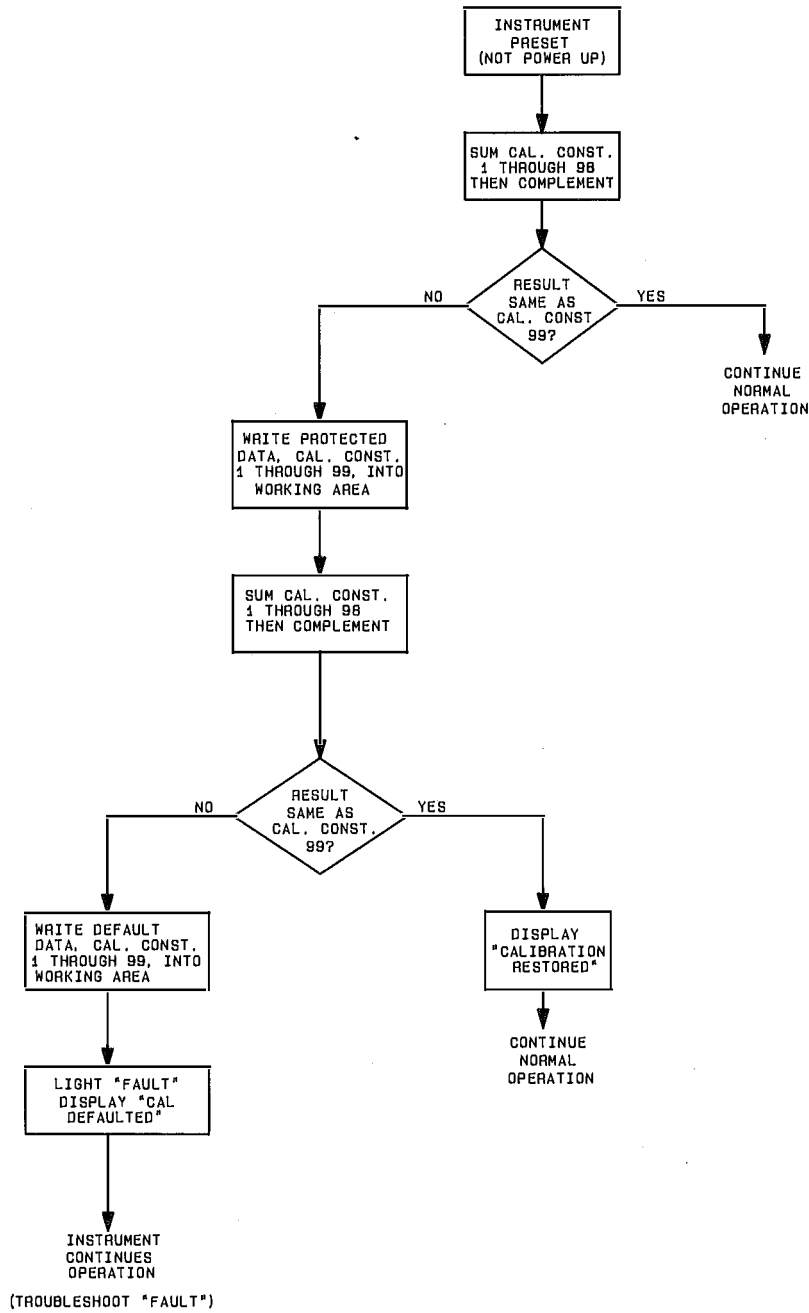 INSTRUMENT
PRESET
(NOT POWER UP)
SUM CAL. CONST.
1 THROUGH 98
THEN COMPLEMENT
RESULT
SAME AS
CAL. CONST
99?
NO
YES
CONTINUE
NORMAL
OPERATION
WRITE PROTECTED
DATA, CAL. CONST.
1 THROUGH 99, INTO
WORKING AREA
SUM CAL. CONST.
1 THROUGH 98
THEN COMPLEMENT
RESULT
SAME AS
CAL. CONST.
99?
NO
YES
WRITE DEFAULT
DATA, CAL. CONST.
1 THROUGH 99, INTO
WORKING AREA
DISPLAY
"CALIBRATION
RESTORED"
CONTINUE
NORMAL
OPERATION
LIGHT "FAULT"
DISPLAY "CAL
DEFAULTED"
INSTRUMENT
CONTINUES
OPERATION
(TROUBLESHOOT "FAULT")